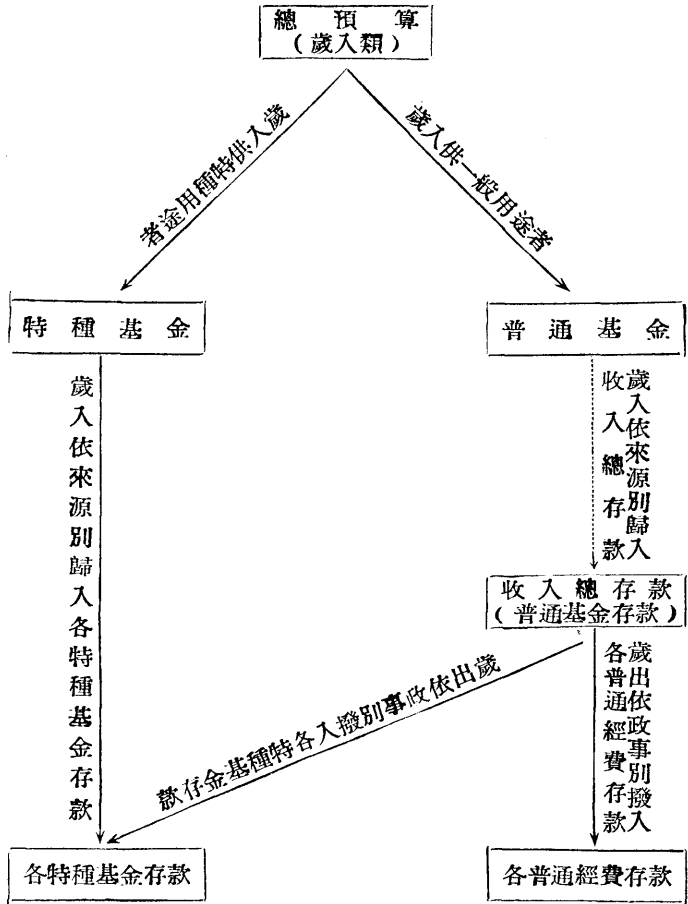 總預算
(歲入類)
歲入供特種用途者
歲入供一般用途者
特種基金
普通基金
歲入依來源別歸入各特種基金存款
歲入依來源別歸入
收入總存款
收入總存款
(普通基金存款)
歲出依政事別撥入各特種基金存款
歲出依政事別撥入
各普通經費存款
各特種基金存款
各普通經費存款